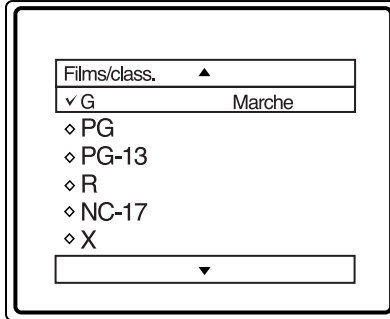 Films/class. ▲
✓ G Marche
◇ PG
◇ PG-13
◇ R
◇ NC-17
◇ X
▼